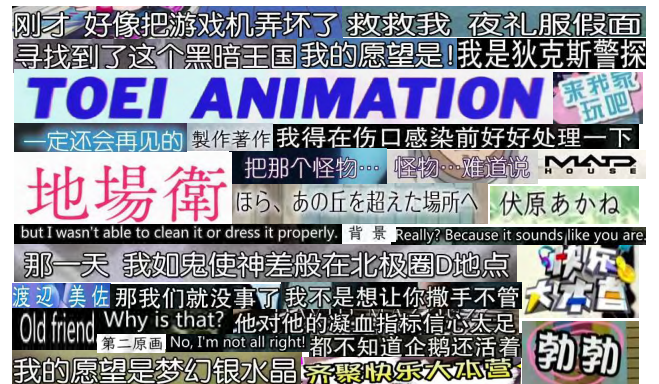 刚才 好像把游戏机弄坏了 救救我 夜礼服假面
寻找到了这个黑暗王国 我的愿望是! 我是狄克斯警探
TOEI ANIMATION 来我家玩吧
一定还会再见的 製作著作 我得在伤口感染前好好处理一下
地場衛 把那个怪物… 怪物…难道说 MAD HOUSE
ほら、あの丘を超えた場所へ 伏原あかね
but I wasn't able to clean it or dress it properly. 背景 Really? Because it sounds like you are.
那一天 我如鬼使神差般在北极圈D地点 快乐大本营
渡辺 美佐 那我们就没事了 我不是想让你撒手不管
Old friend Why is that? 他对他的凝血指标信心太足
第二原画 No, I'm not all right! 都不知道企鹅还活着 勃勃
我的愿望是梦幻银水晶 齐聚快乐大本营